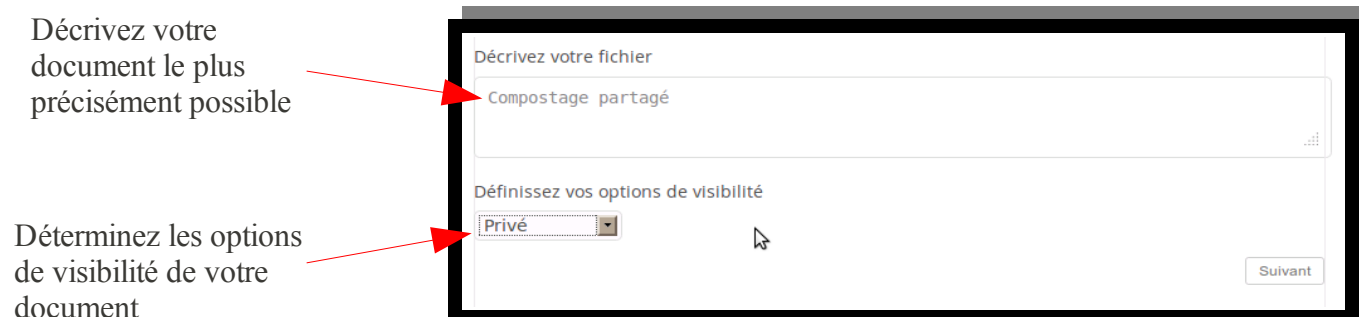 Décrivez votre
document le plus
précisément possible
Décrivez votre fichier
Compostage partagé
Définissez vos options de visibilité
Privé
Déterminez les options
de visibilité de votre
document
Suivant